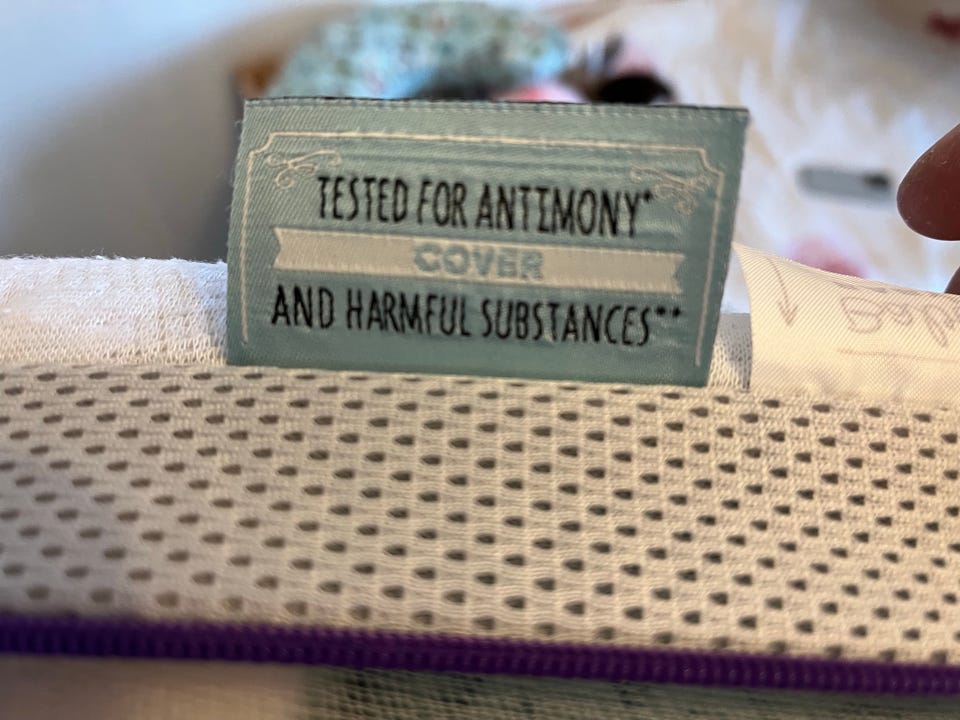 TESTED FOR ANTIMONY*
COVER
AND HARMFUL SUBSTANCES**